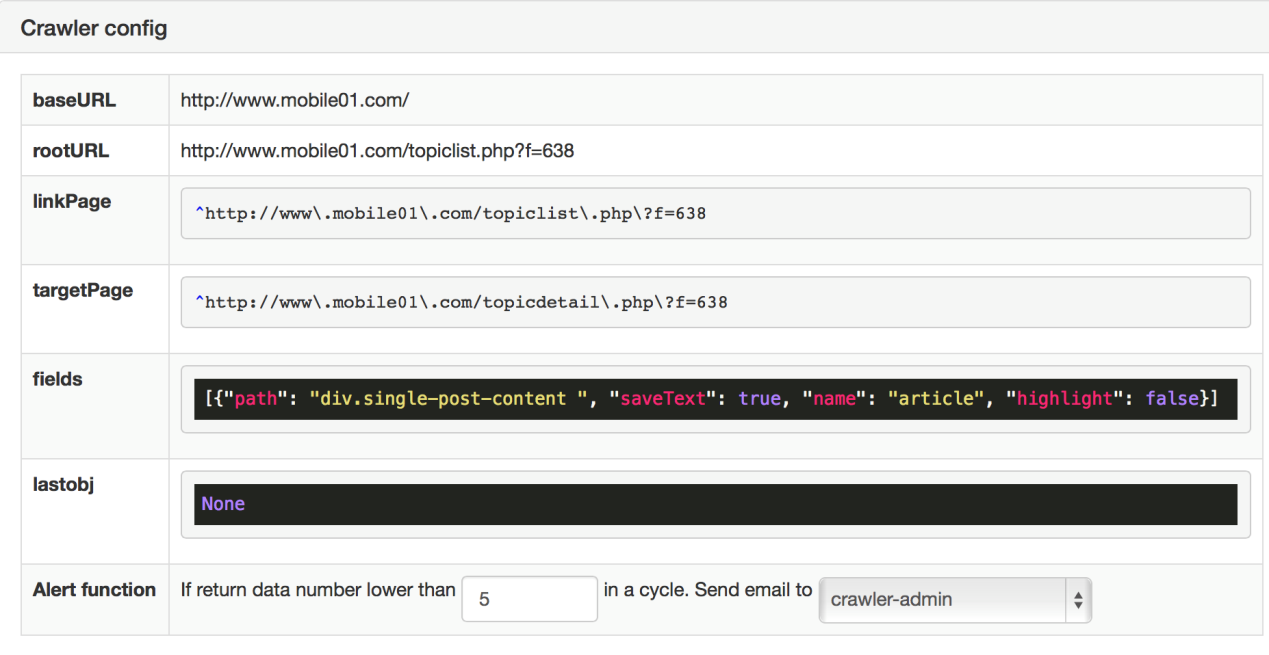 Crawler config
baseURL http://www.mobile01.com/
rootURL http://www.mobile01.com/topiclist.php?f=638
linkPage ^http://www\.mobile01\.com/topiclist\.php\?f=638
targetPage ^http://www\.mobile01\.com/topicdetail\.php\?f=638
fields [{"path": "div.single-post-content ", "saveText": true, "name": "article", "highlight": false}]
lastobj None
Alert function If return data number lower than 5 in a cycle. Send email to crawler-admin